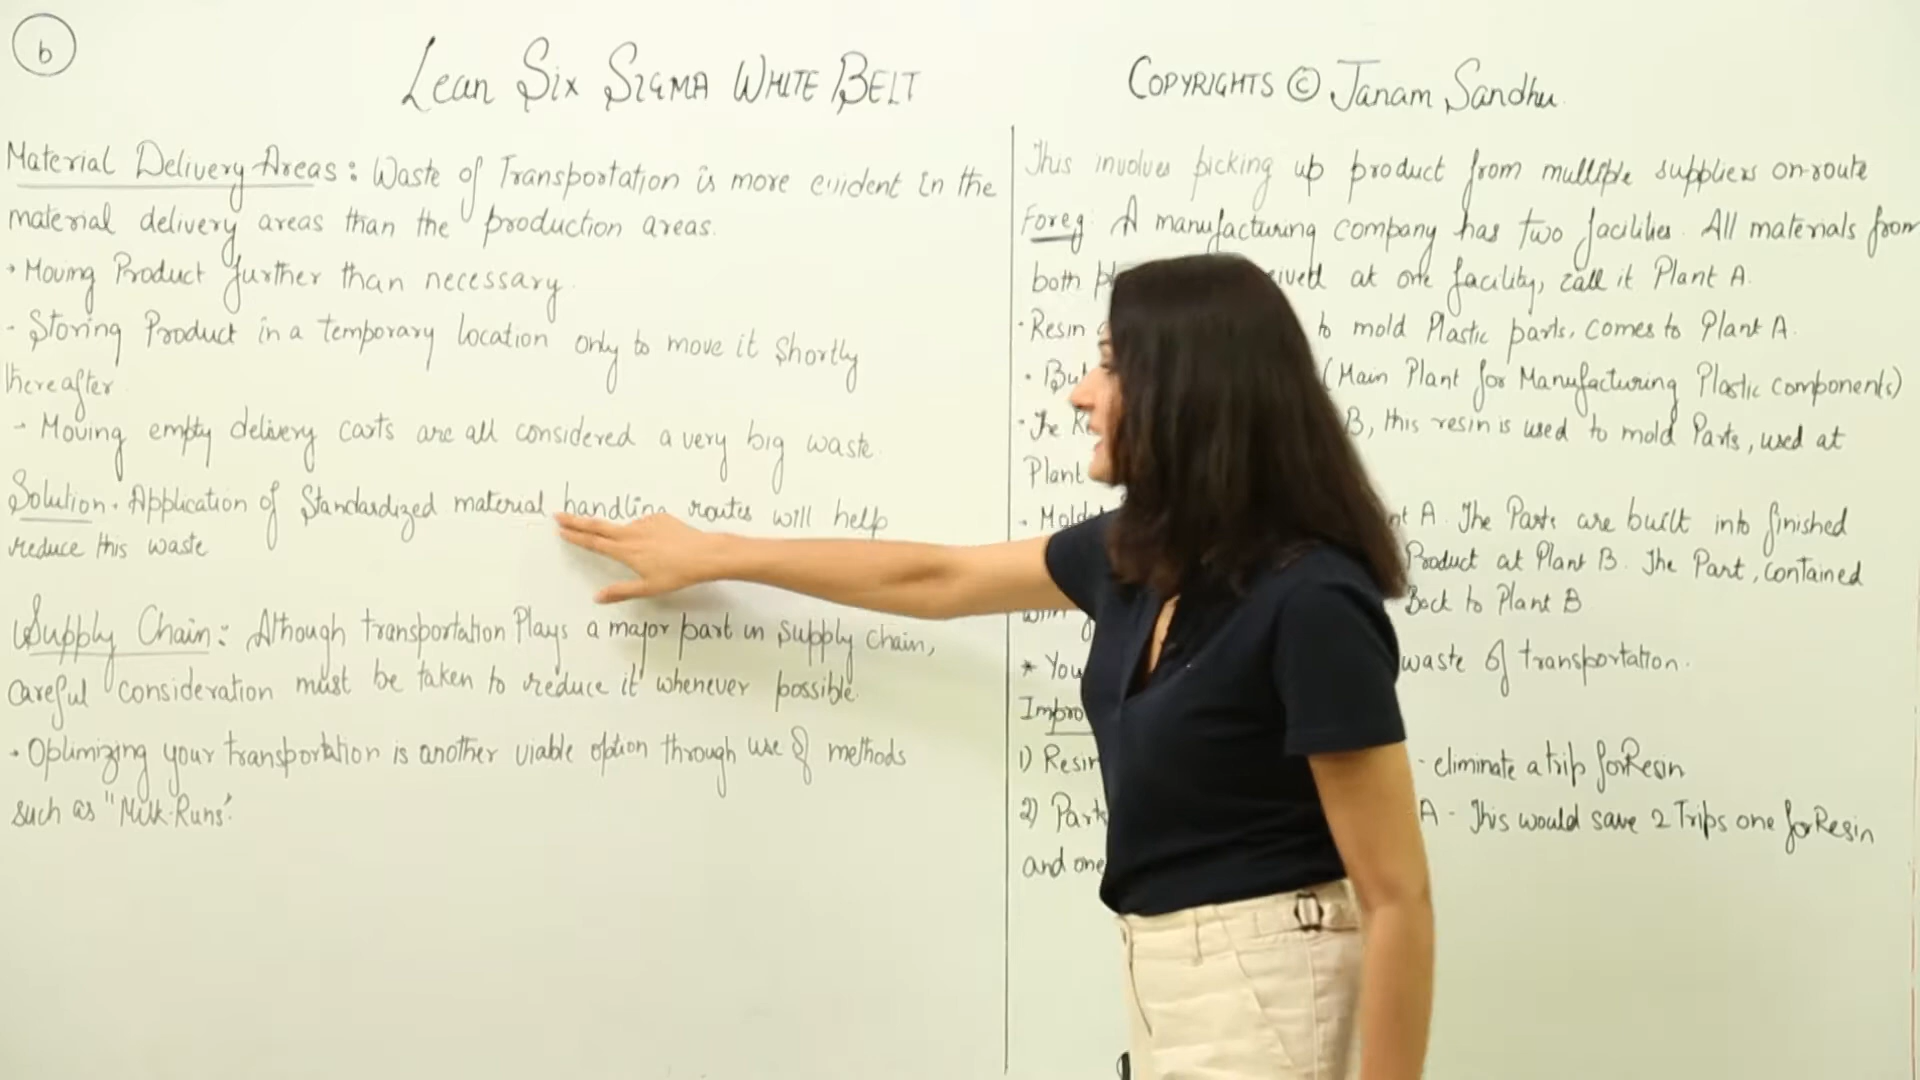 6
Lean Six SIGMA WHITE BELT
COPYRIGHTS © Janam Sandhu
Material Delivery Areas: Waste of Transportation is more evident in the
material delivery areas than the production areas.
• Moving Product further than necessary.
- Storing Product in a temporary location only to move it shortly
thereafter
- Moving empty delivery carts are all considered a very big waste.
Solution. Application of Standardized material handling routes will help
reduce this waste
Supply Chain: Although transportation Plays a major part in supply chain,
careful consideration must be taken to reduce it whenever possible.
• Optimizing your transportation is another viable option through use of methods
such as "Milk-Runs".
This involves picking up product from multiple suppliers on-route
For eg: A manufacturing company has two facilities. All materials from
both at one facility, call it Plant A.
• Resin to mold Plastic parts, comes to Plant A.
• (Main Plant for Manufacturing Plastic components)
• The B, this resin is used to mold Parts, used at
Plant
- A. The Parts are built into finished
Product at Plant B. The Part, contained
Back to Plant B
* You waste of transportation.
1) Resin - eliminate a trip for Resin
2) Parts A - This would save 2 Trips one for Resin
and one